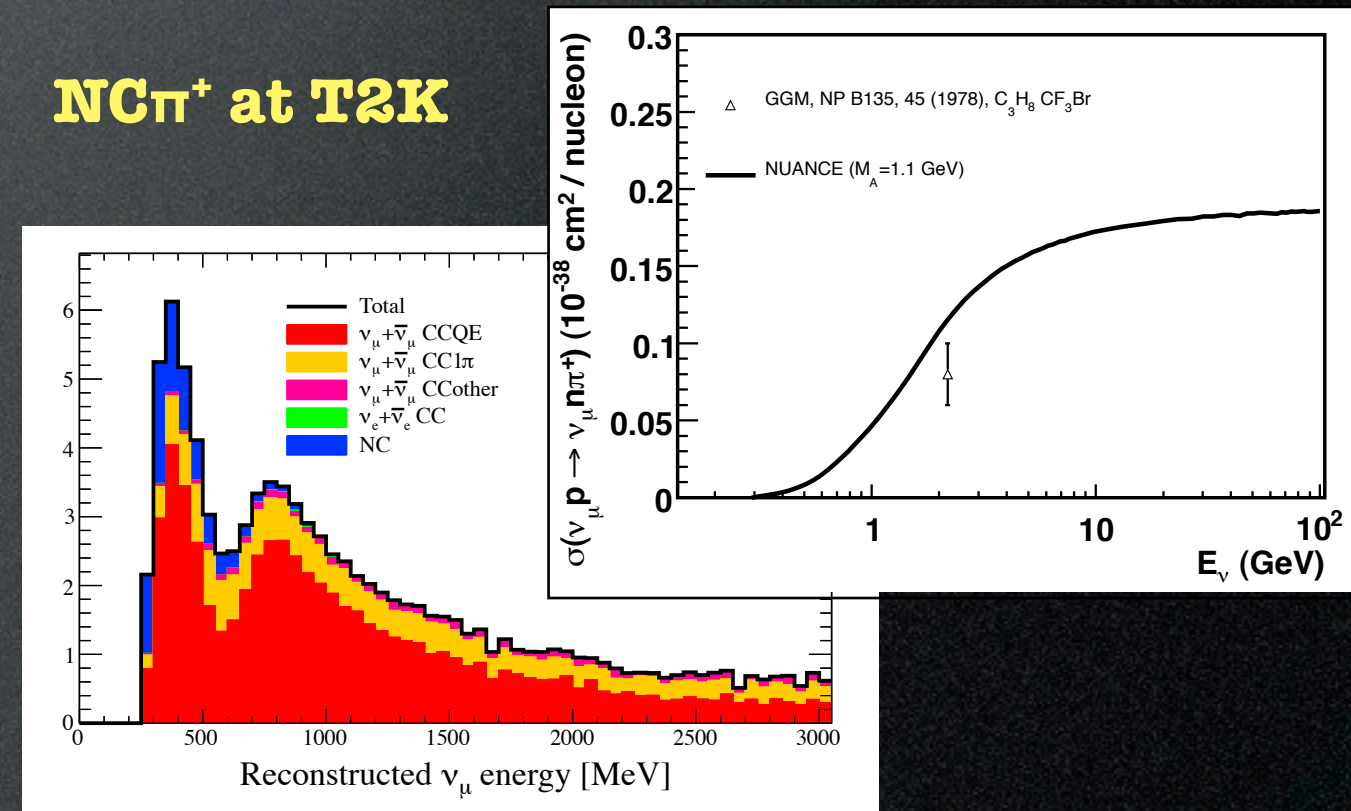 NCπ⁺ at T2K
0.3
0.25
0.2
0.15
0.1
0.05
0
σ(ν_μ p → ν_μ nπ⁺) (10⁻³⁸ cm² / nucleon)
GGM, NP B135, 45 (1978), C₃H₈ CF₃Br
NUANCE (M_A=1.1 GeV)
1 10 10²
E_ν (GeV)
6
5
4
3
2
1
0
Total
ν_μ+ν̅_μ CCQE
ν_μ+ν̅_μ CC1π
ν_μ+ν̅_μ CCother
ν_e+ν̅_e CC
NC
0 500 1000 1500 2000 2500 3000
Reconstructed ν_μ energy [MeV]